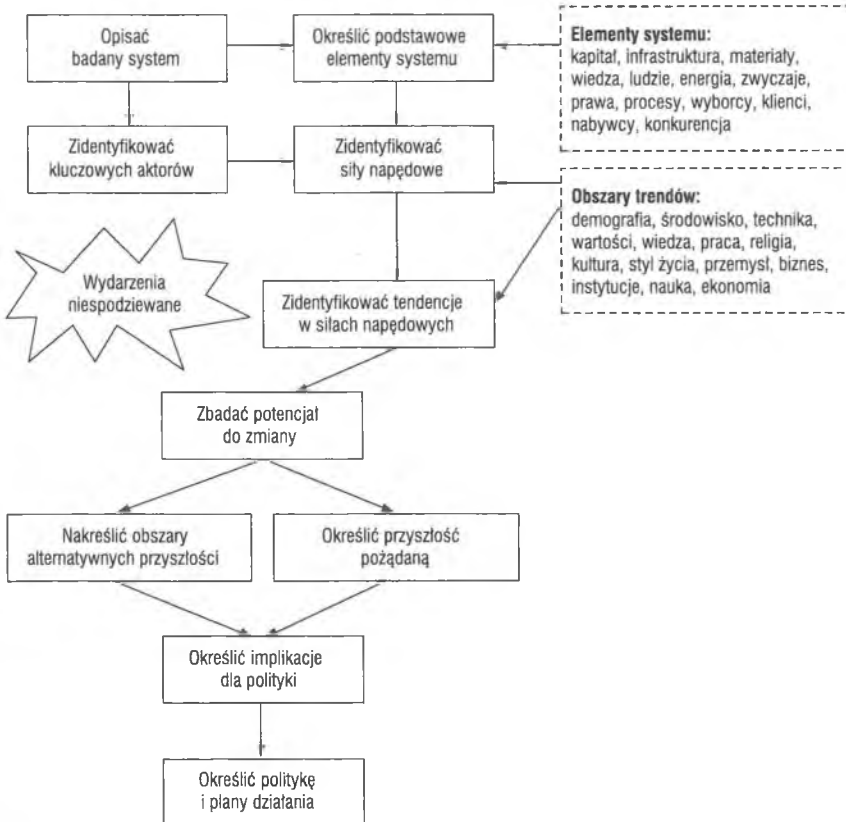 Opisać
badany system
Określić podstawowe
elementy systemu
Elementy systemu:
kapitał, infrastruktura, materiały,
wiedza, ludzie, energia, zwyczaje,
prawa, procesy, wyborcy, klienci,
nabywcy, konkurencja
Zidentyfikować
kluczowych aktorów
Zidentyfikować
siły napędowe
Obszary trendów:
demografia, środowisko, technika,
wartości, wiedza, praca, religia,
kultura, styl życia, przemysł, biznes,
instytucje, nauka, ekonomia
Wydarzenia
niespodziewane
Zidentyfikować tendencje
w siłach napędowych
Zbadać potencjał
do zmiany
Nakreślić obszary
alternatywnych przyszłości
Określić przyszłość
pożądaną
Określić implikacje
dla polityki
Określić politykę
i plany działania